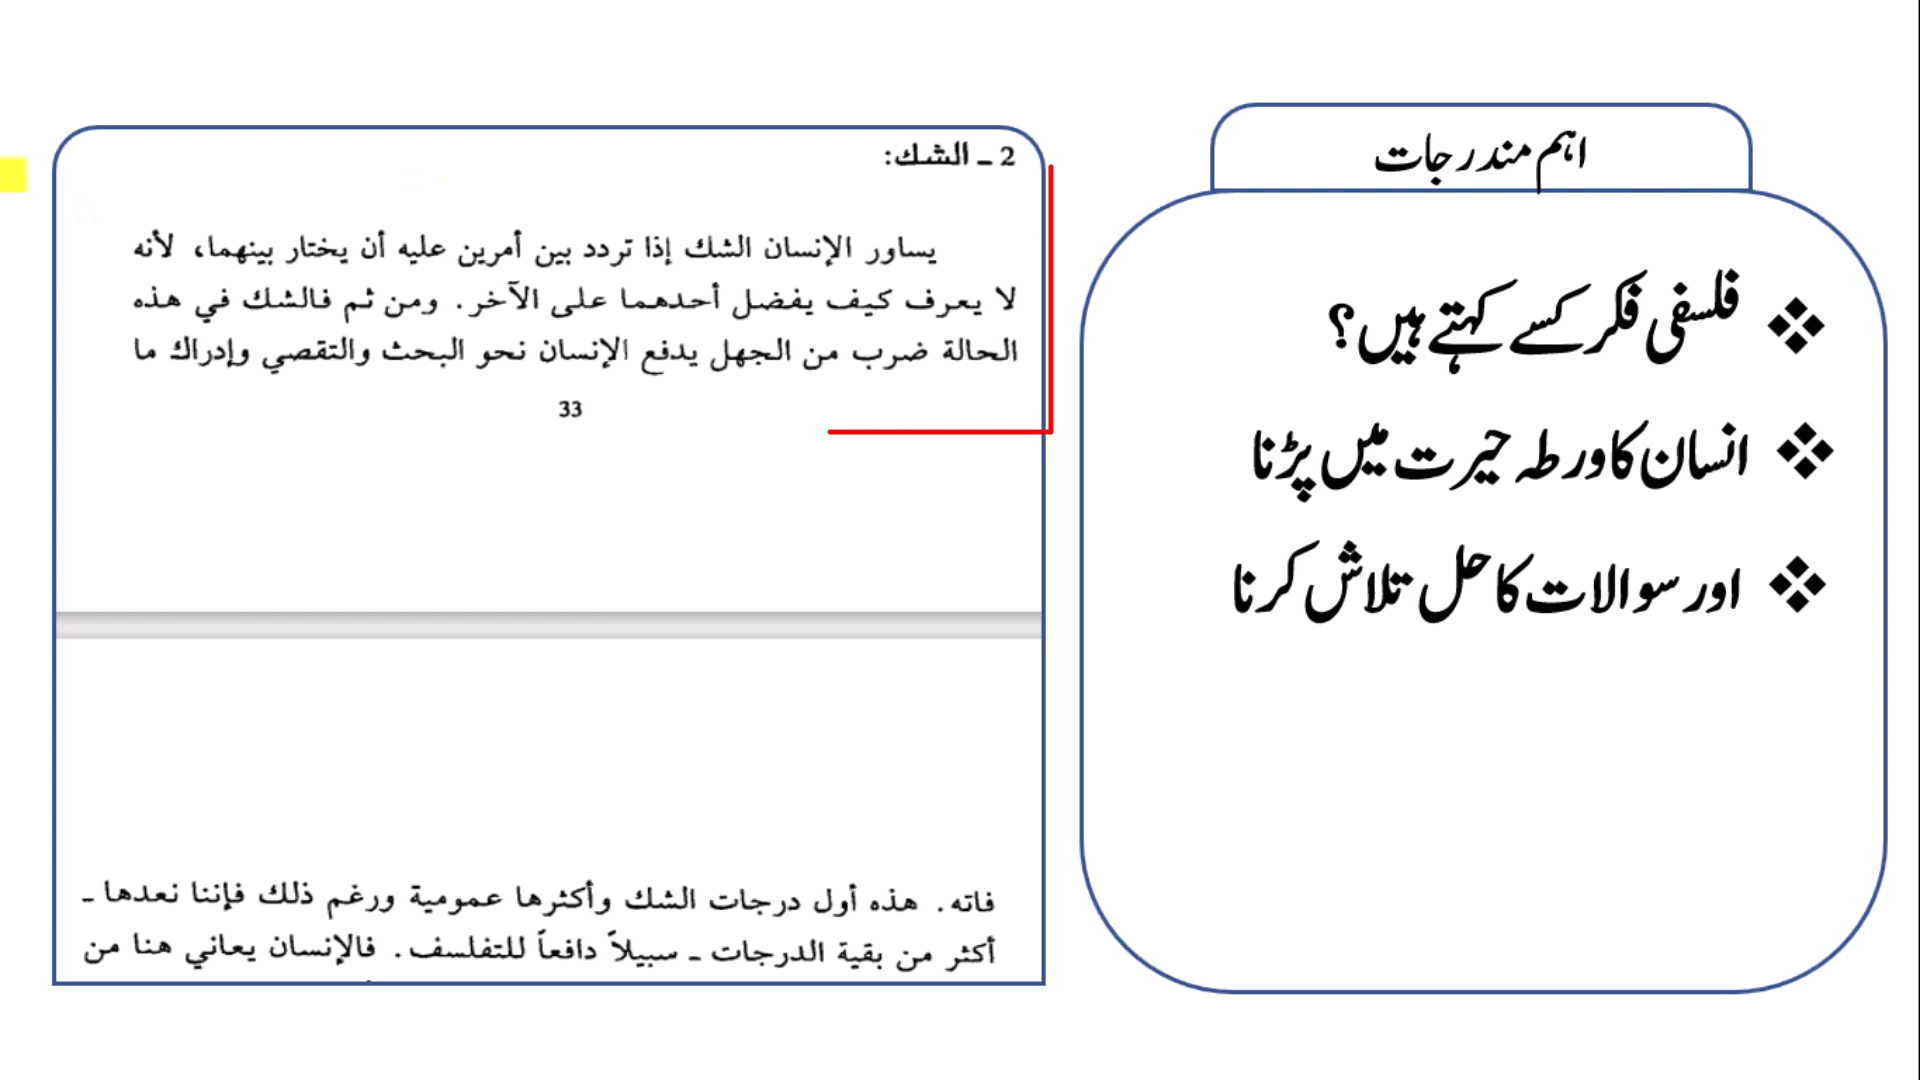 اہم مندرجات
فلسفی فکر کسے کہتے ہیں؟
انسان کا ورطہ حیرت میں پڑنا
اور سوالات کا حل تلاش کرنا
2 ـ الشك:
يساور الإنسان الشك إذا تردد بين أمرين عليه أن يختار بينهما، لأنه
لا يعرف كيف يفضل أحدهما على الآخر. ومن ثم فالشك في هذه
الحالة ضرب من الجهل يدفع الإنسان نحو البحث والتقصي وإدراك ما
33
فاته. هذه أول درجات الشك وأكثرها عمومية ورغم ذلك فإننا نعدها ـ
أكثر من بقية الدرجات ـ سبيلاً دافعاً للتفلسف. فالإنسان يعاني هنا من